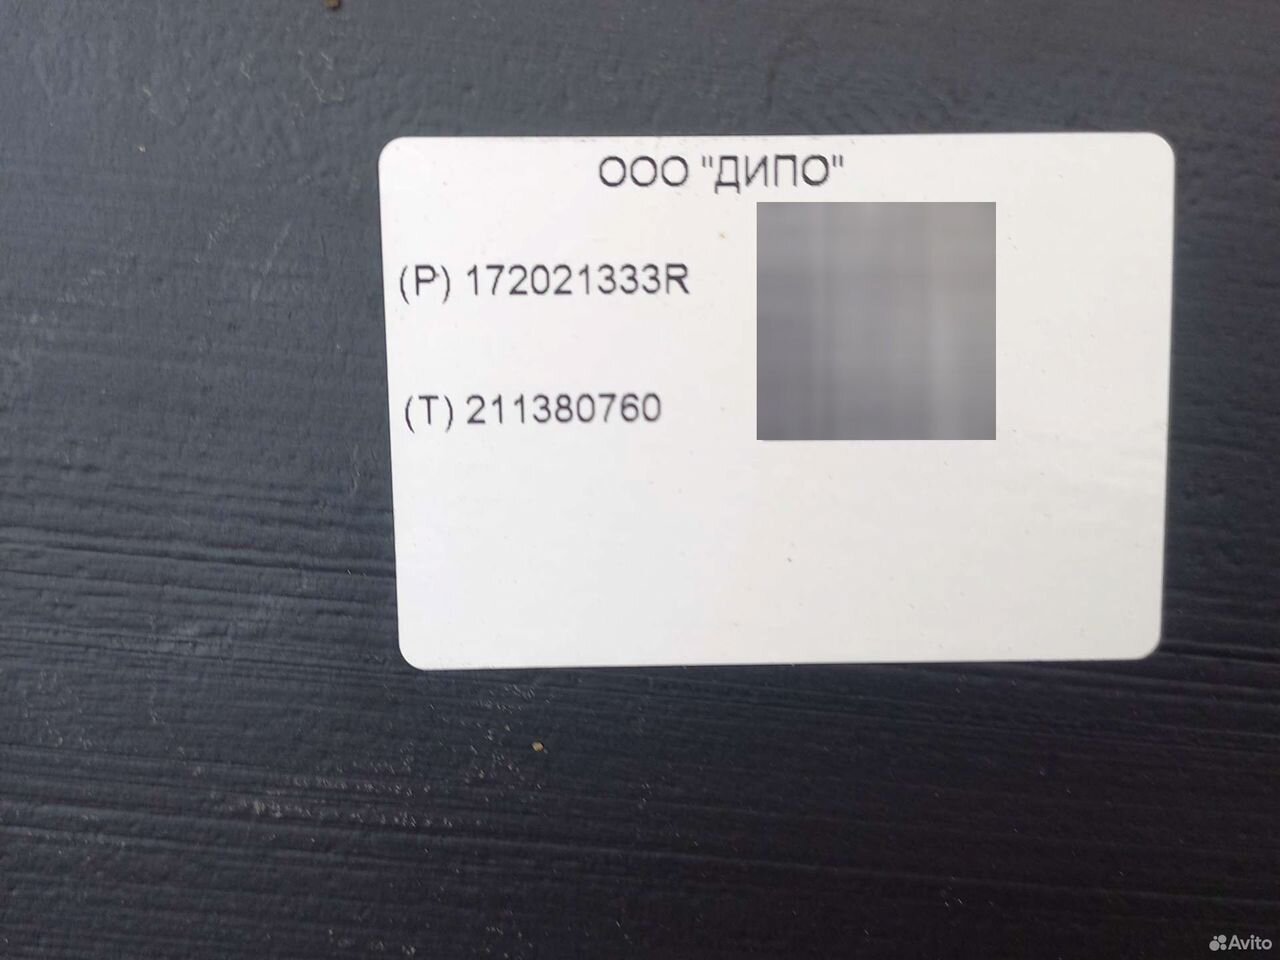 ООО "ДИПО"
(P) 172021333R
(T) 211380760
Avito